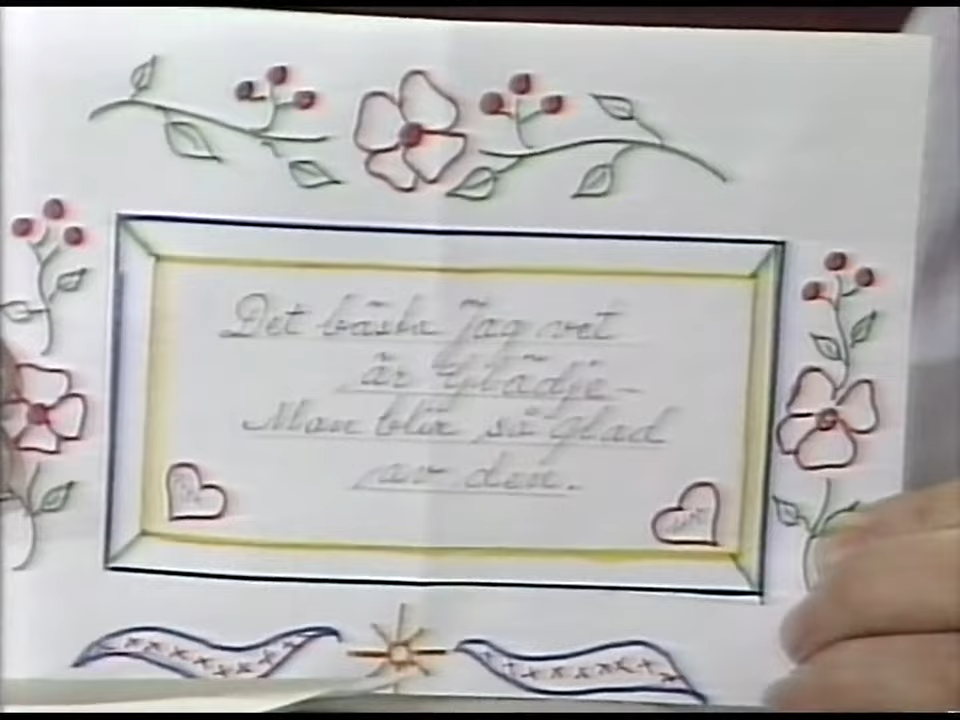 Det bästa Jag vet
är Glädje-
Man blir så glad
av den.